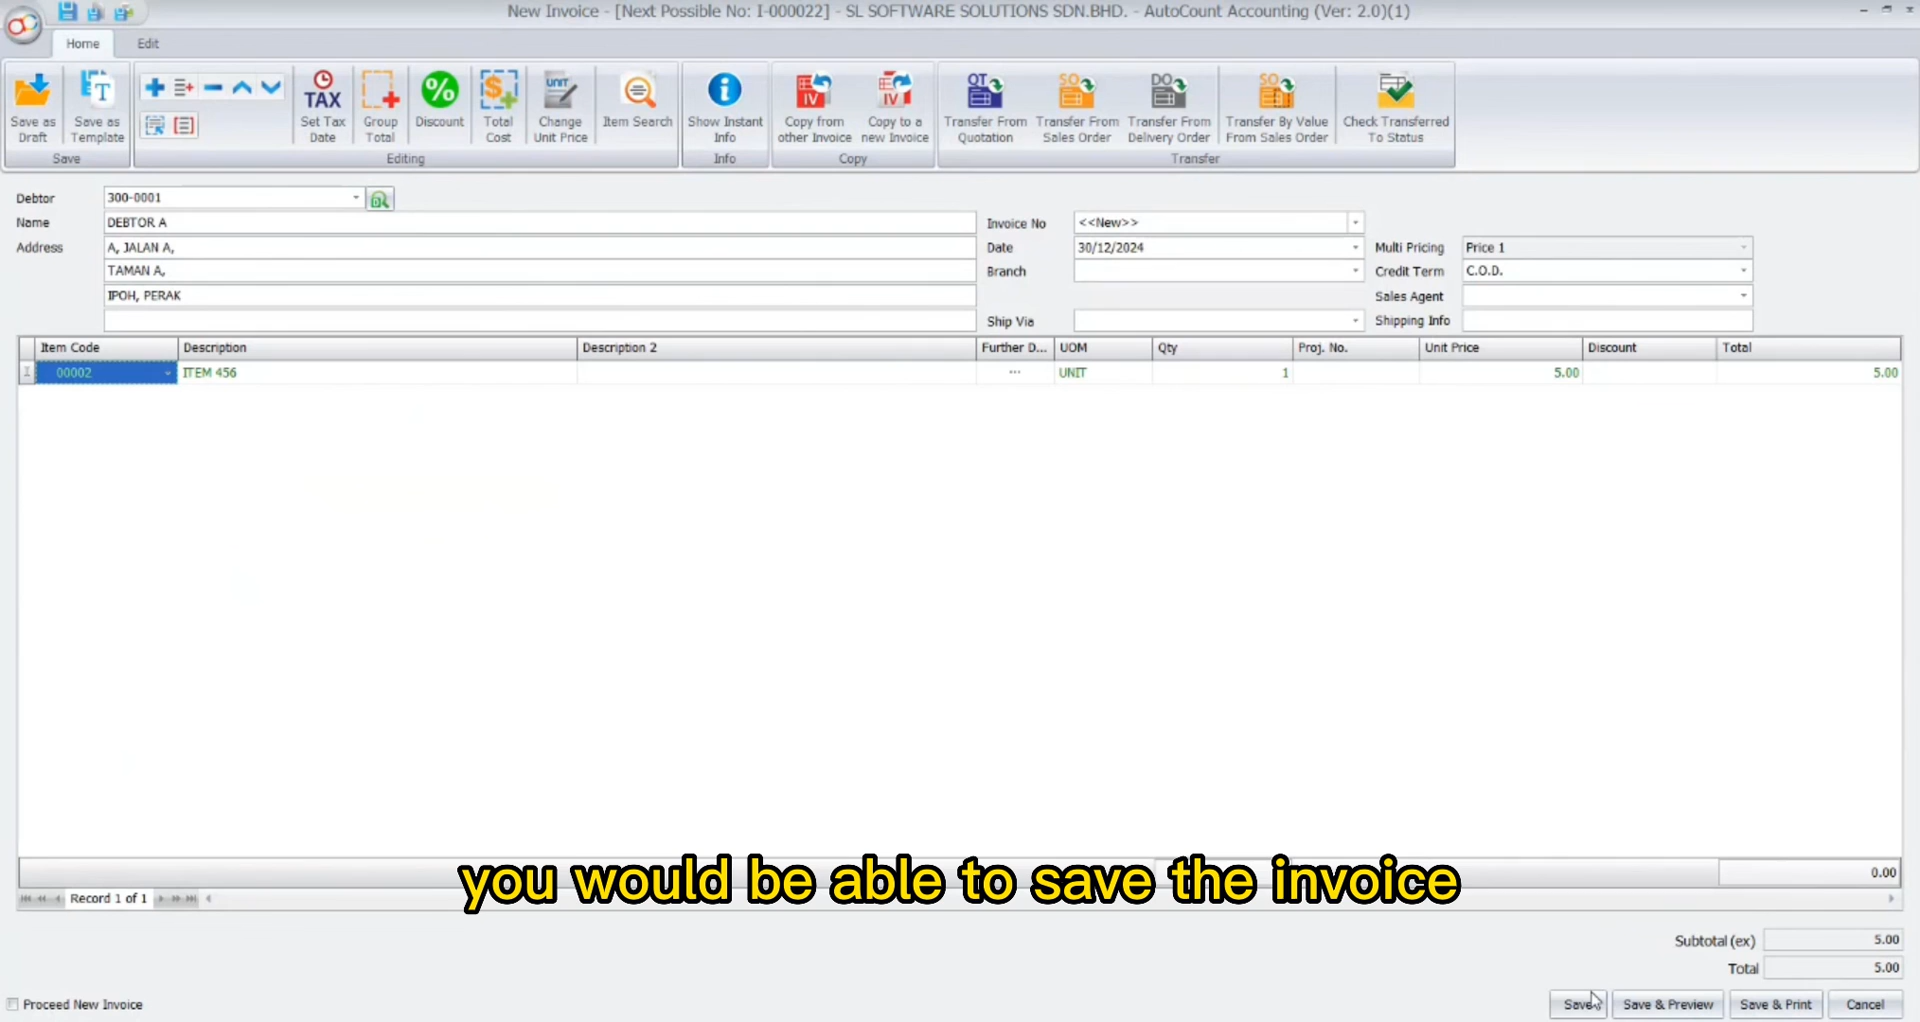 New Invoice - [Next Possible No: I-000022] - SL SOFTWARE SOLUTIONS SDN.BHD. - AutoCount Accounting (Ver: 2.0)(1)
Home Edit
Save as Draft
Save as Template
Save
TAX
Set Tax Date
Group Total
%
Discount
$
Total Cost
UNIT
Change Unit Price
Item Search
Editing
Show Instant Info
Info
IV
Copy from other Invoice
IV
Copy to a new Invoice
Copy
QT
Transfer From Quotation
SO
Transfer From Sales Order
DO
Transfer From Delivery Order
SO
Transfer By Value From Sales Order
Check Transferred To Status
Transfer
Debtor 300-0001
Name DEBTOR A
Invoice No <<New>>
Address A, JALAN A,
Date 30/12/2024
Multi Pricing Price 1
TAMAN A,
Branch
Credit Term C.O.D.
IPOH, PERAK
Sales Agent
Ship Via
Shipping Info
Item Code Description Description 2 Further D... UOM Qty Proj. No. Unit Price Discount Total
00002 ITEM 456 ... UNIT 1 5.00 5.00
you would be able to save the invoice
0.00
Record 1 of 1
Subtotal (ex) 5.00
Total 5.00
Proceed New Invoice
Save Save & Preview Save & Print Cancel